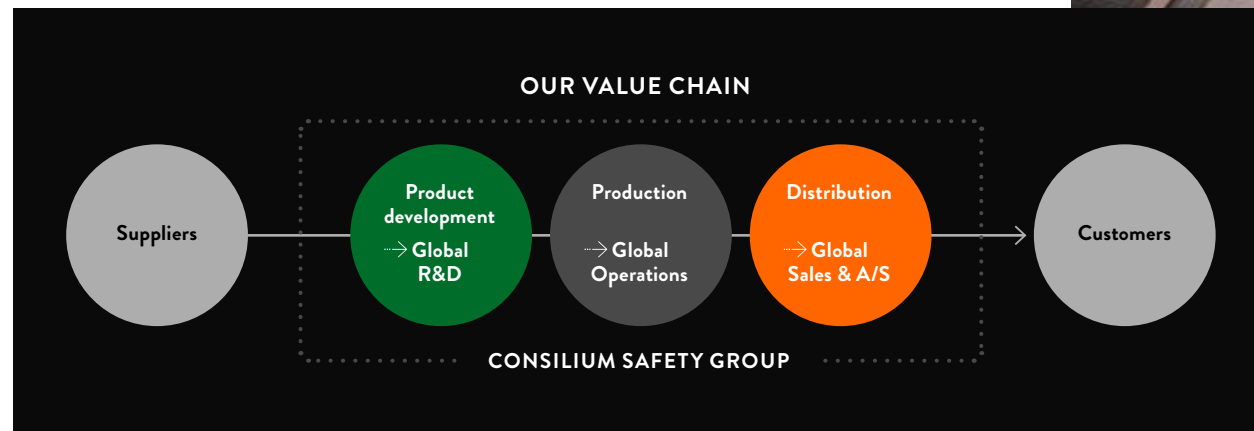 OUR VALUE CHAIN
Suppliers
Product
development
⇢ Global
R&D
Production
⇢ Global
Operations
Distribution
⇢ Global
Sales & A/S
Customers
CONSILIUM SAFETY GROUP